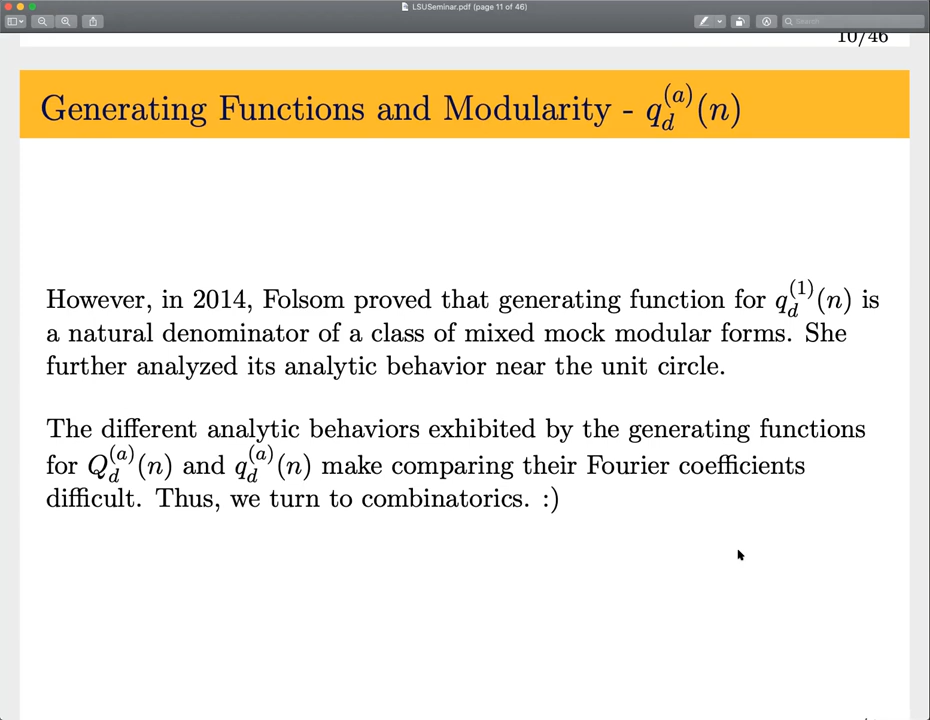 LSUSeminar.pdf (page 11 of 46)
Search
10/46
Generating Functions and Modularity - $q_d^{(a)}(n)$
However, in 2014, Folsom proved that generating function for $q_d^{(1)}(n)$ is
a natural denominator of a class of mixed mock modular forms. She
further analyzed its analytic behavior near the unit circle.
The different analytic behaviors exhibited by the generating functions
for $Q_d^{(a)}(n)$ and $q_d^{(a)}(n)$ make comparing their Fourier coefficients
difficult. Thus, we turn to combinatorics. :)